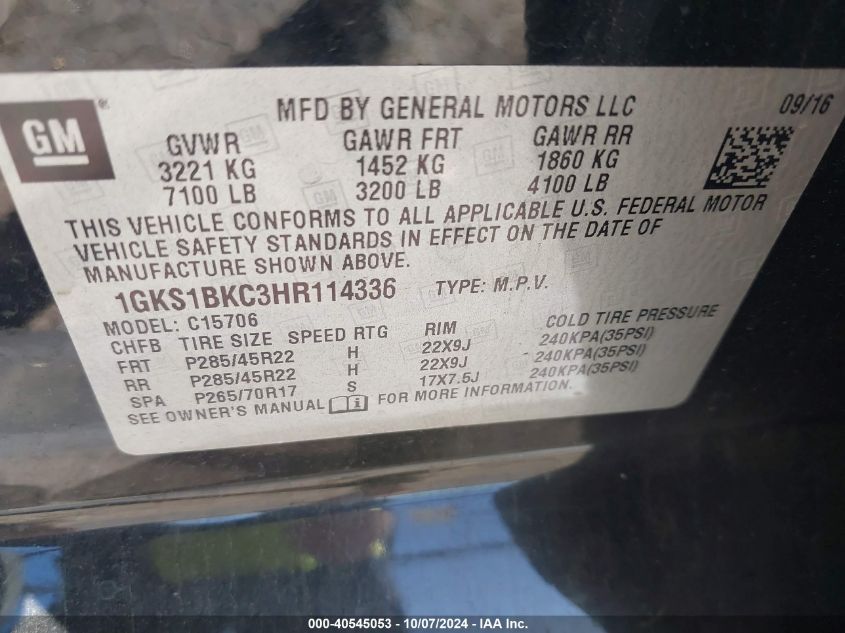 GM®
MFD BY GENERAL MOTORS LLC 09/16
GVWR GAWR FRT GAWR RR
3221 KG 1452 KG 1860 KG
7100 LB 3200 LB 4100 LB
THIS VEHICLE CONFORMS TO ALL APPLICABLE U.S. FEDERAL MOTOR
VEHICLE SAFETY STANDARDS IN EFFECT ON THE DATE OF
MANUFACTURE SHOWN ABOVE.
1GKS1BKC3HR114336 TYPE: M.P.V.
MODEL: C15706
CHFB TIRE SIZE SPEED RTG RIM COLD TIRE PRESSURE
FRT P285/45R22 H 22X9J 240KPA(35PSI)
RR P285/45R22 H 22X9J 240KPA(35PSI)
SPA P265/70R17 S 17X7.5J 240KPA(35PSI)
SEE OWNER'S MANUAL FOR MORE INFORMATION.
000-40545053 - 10/07/2024 - IAA Inc.